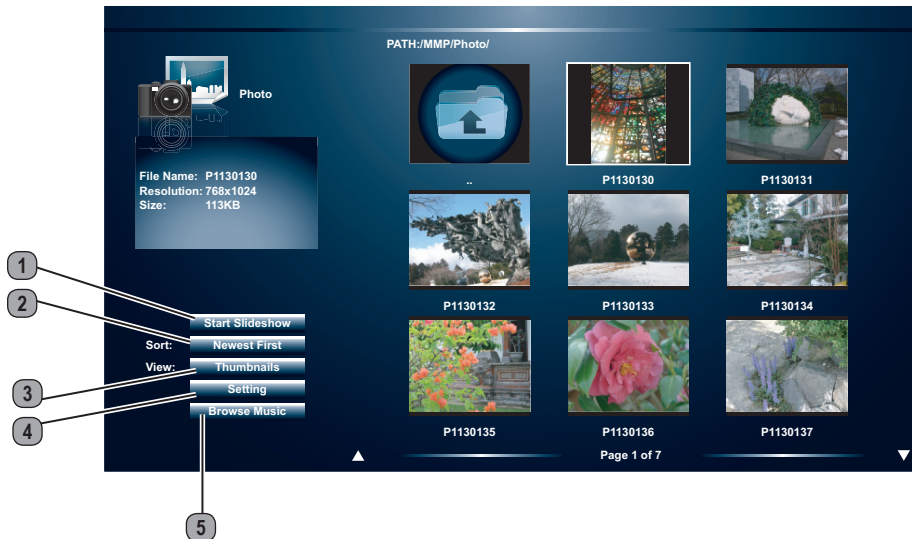 PATH:/MMP/Photo/
Photo
File Name: P1130130
Resolution: 768x1024
Size: 113KB
1
2
3
4
5
Start Slideshow
Sort: Newest First
View: Thumbnails
Setting
Browse Music
..
P1130130
P1130131
P1130132
P1130133
P1130134
P1130135
P1130136
P1130137
Page 1 of 7